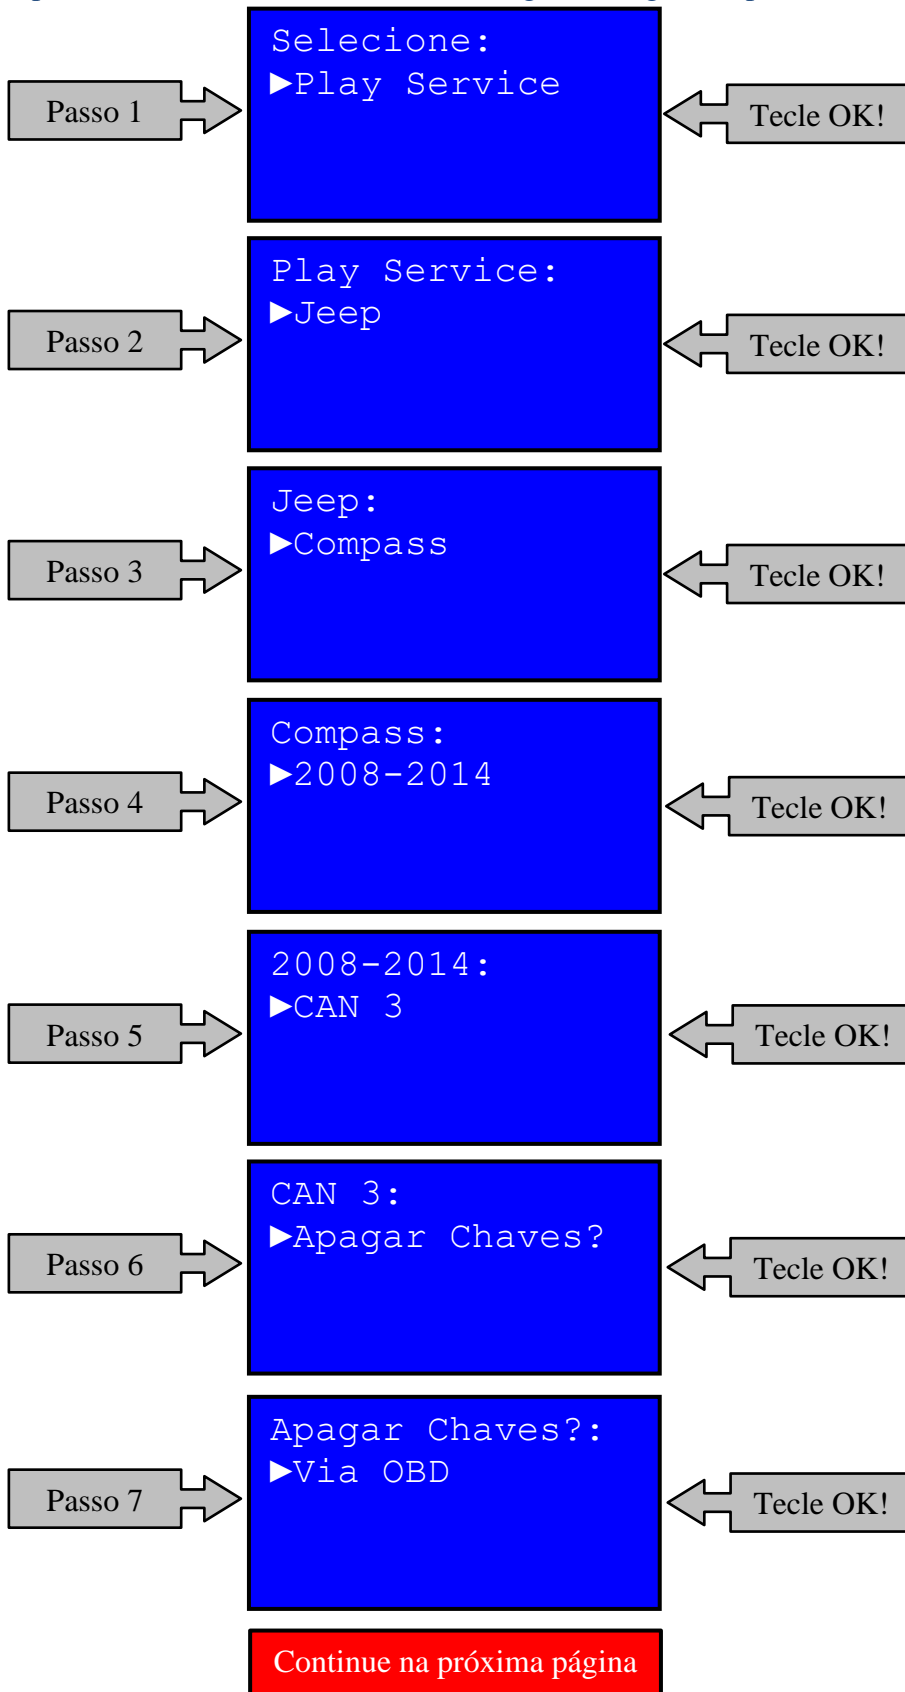 Selecione:
►Play Service
Passo 1
Tecle OK!
Play Service:
►Jeep
Passo 2
Tecle OK!
Jeep:
►Compass
Passo 3
Tecle OK!
Compass:
►2008-2014
Passo 4
Tecle OK!
2008-2014:
►CAN 3
Passo 5
Tecle OK!
CAN 3:
►Apagar Chaves?
Passo 6
Tecle OK!
Apagar Chaves?:
►Via OBD
Passo 7
Tecle OK!
Continue na próxima página